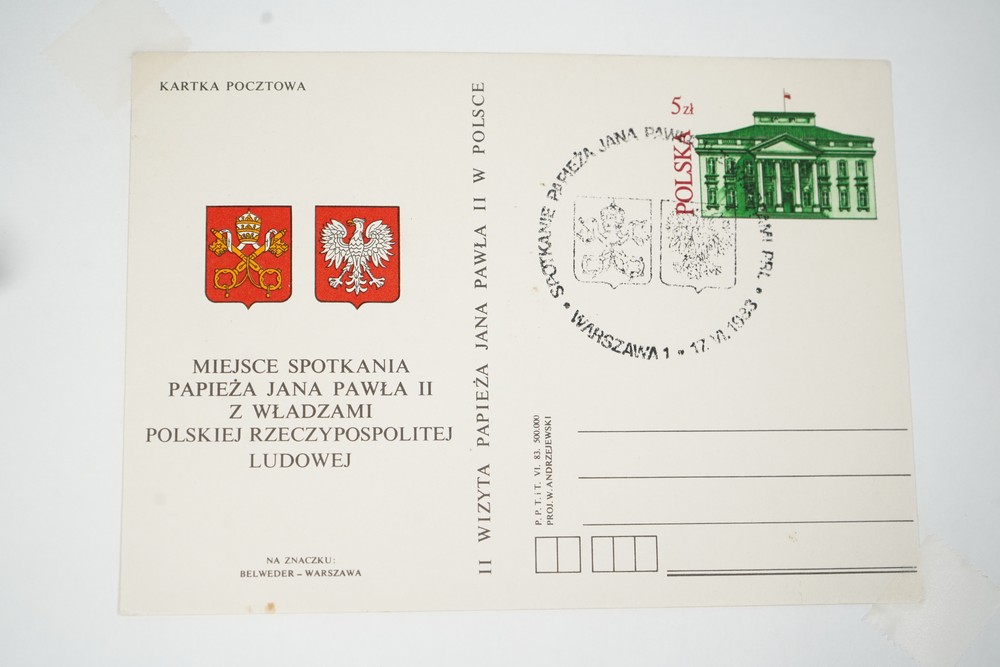 KARTKA POCZTOWA
MIEJSCE SPOTKANIA
PAPIEŻA JANA PAWŁA II
Z WŁADZAMI
POLSKIEJ RZECZYPOSPOLITEJ
LUDOWEJ
NA ZNACZKU:
BELWEDER – WARSZAWA
II WIZYTA PAPIEŻA JANA PAWŁA II W POLSCE
5 zł
POLSKA
SPOTKANIE PAPIEŻA JANA PAWŁA PRL
• WARSZAWA 1 • 17.VI.1983 •
P. P. T. i T. VI. 83. 500.000
PROJ. W. ANDRZEJEWSKI